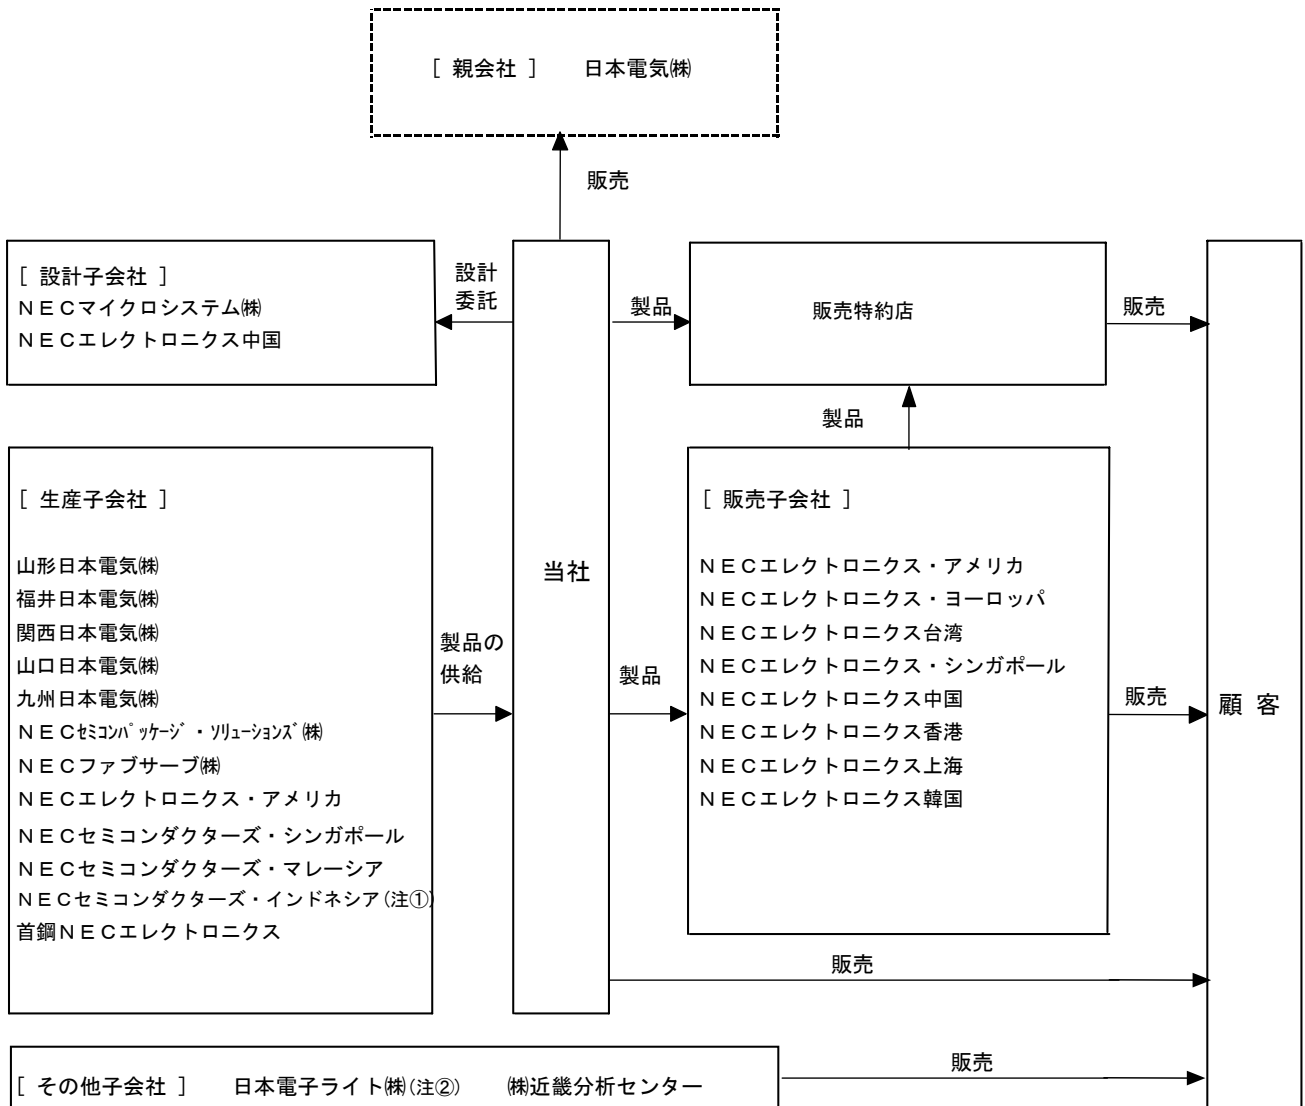 ［ 親会社 ］　日本電気㈱
販売
［ 設計子会社 ］
ＮＥＣマイクロシステム㈱
ＮＥＣエレクトロニクス中国
設計
委託
製品
販売特約店
販売
製品
［ 生産子会社 ］
山形日本電気㈱
福井日本電気㈱
関西日本電気㈱
山口日本電気㈱
九州日本電気㈱
ＮＥＣｾﾐｺﾝﾊﾟｯｹｰｼﾞ・ｿﾘｭｰｼｮﾝｽﾞ㈱
ＮＥＣファブサーブ㈱
ＮＥＣエレクトロニクス・アメリカ
ＮＥＣセミコンダクターズ・シンガポール
ＮＥＣセミコンダクターズ・マレーシア
ＮＥＣセミコンダクターズ・インドネシア(注①)
首鋼ＮＥＣエレクトロニクス
製品の
供給
当社
製品
［ 販売子会社 ］
ＮＥＣエレクトロニクス・アメリカ
ＮＥＣエレクトロニクス・ヨーロッパ
ＮＥＣエレクトロニクス台湾
ＮＥＣエレクトロニクス・シンガポール
ＮＥＣエレクトロニクス中国
ＮＥＣエレクトロニクス香港
ＮＥＣエレクトロニクス上海
ＮＥＣエレクトロニクス韓国
販売
顧 客
販売
［ その他子会社 ］　日本電子ライト㈱(注②)　㈱近畿分析センター
販売